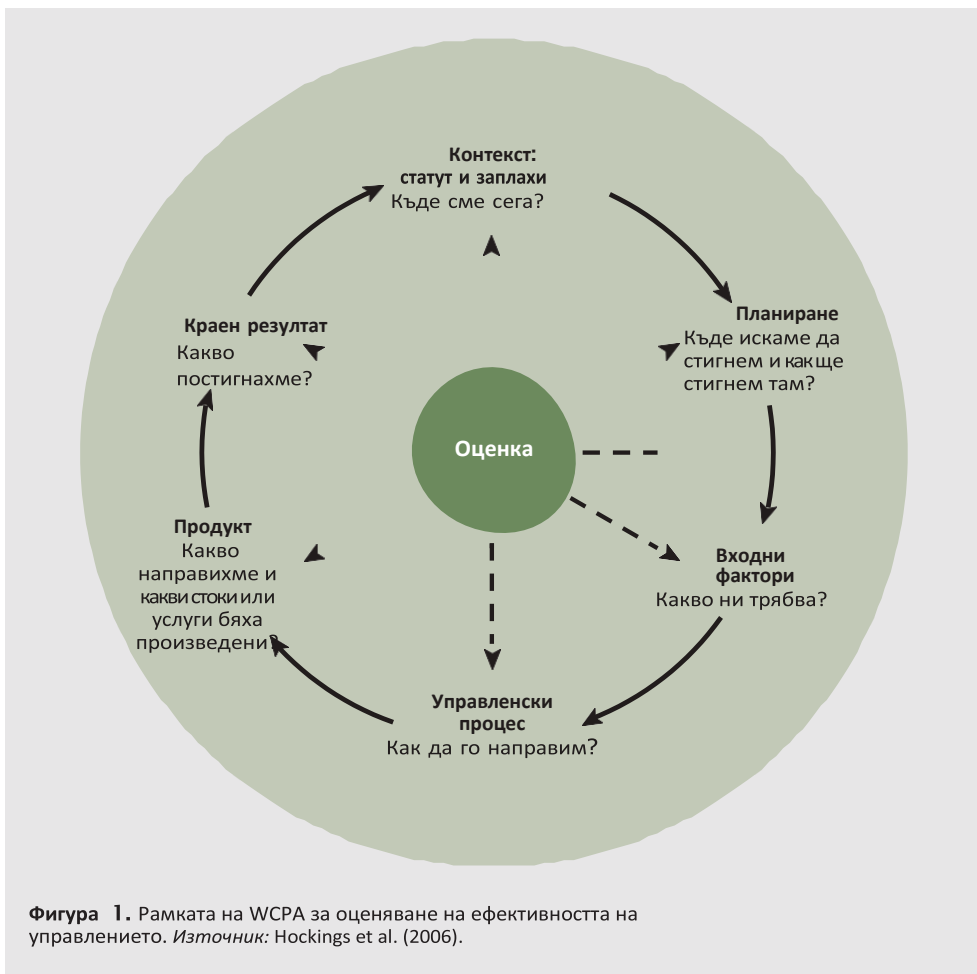 Контекст:
статут и заплахи
Къде сме сега?
Планиране
Къде искаме да
стигнем и как ще
стигнем там?
Входни
фактори
Какво ни трябва?
Управленски
процес
Как да го направим?
Продукт
Какво
направихме и
какви стоки или
услуги бяха
произведени?
Краен резултат
Какво
постигнахме?
Оценка
Фигура 1. Рамката на WCPA за оценяване на ефективността на
управлението. Източник: Hockings et al. (2006).